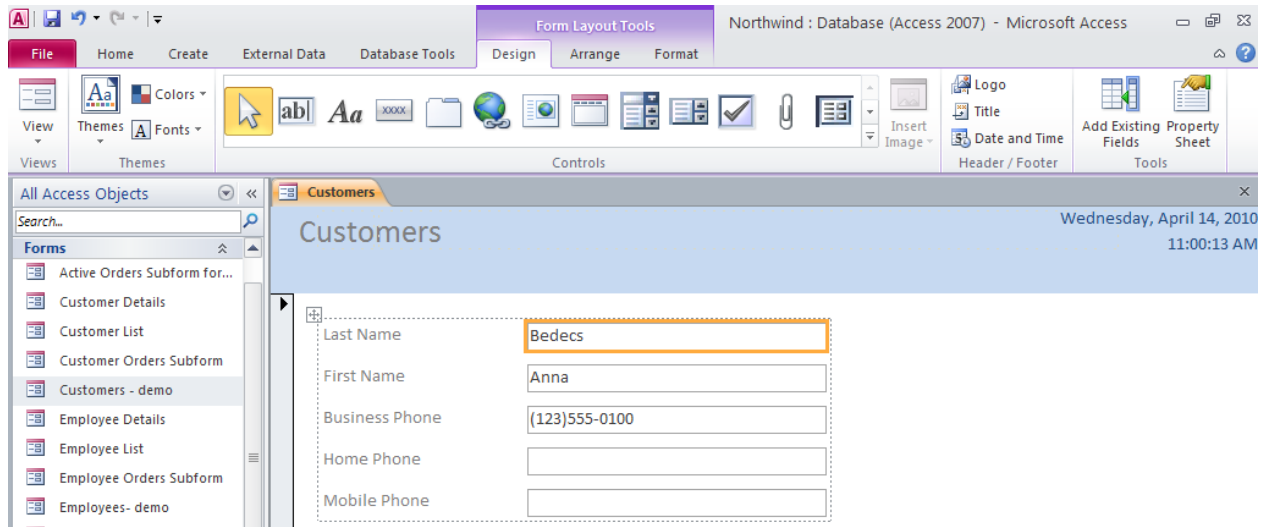 A
Form Layout Tools
Northwind : Database (Access 2007) - Microsoft Access
File Home Create External Data Database Tools Design Arrange Format
View
Aa
Themes
Colors
A Fonts
ab|
Aa
XXXX
Insert
Image
Logo
Title
Date and Time
Add Existing
Fields
Property
Sheet
Views Themes Controls Header / Footer Tools
All Access Objects
Search...
Forms
Active Orders Subform for...
Customer Details
Customer List
Customer Orders Subform
Customers - demo
Employee Details
Employee List
Employee Orders Subform
Employees- demo
Customers
Customers
Wednesday, April 14, 2010
11:00:13 AM
Last Name Bedecs
First Name Anna
Business Phone (123)555-0100
Home Phone
Mobile Phone